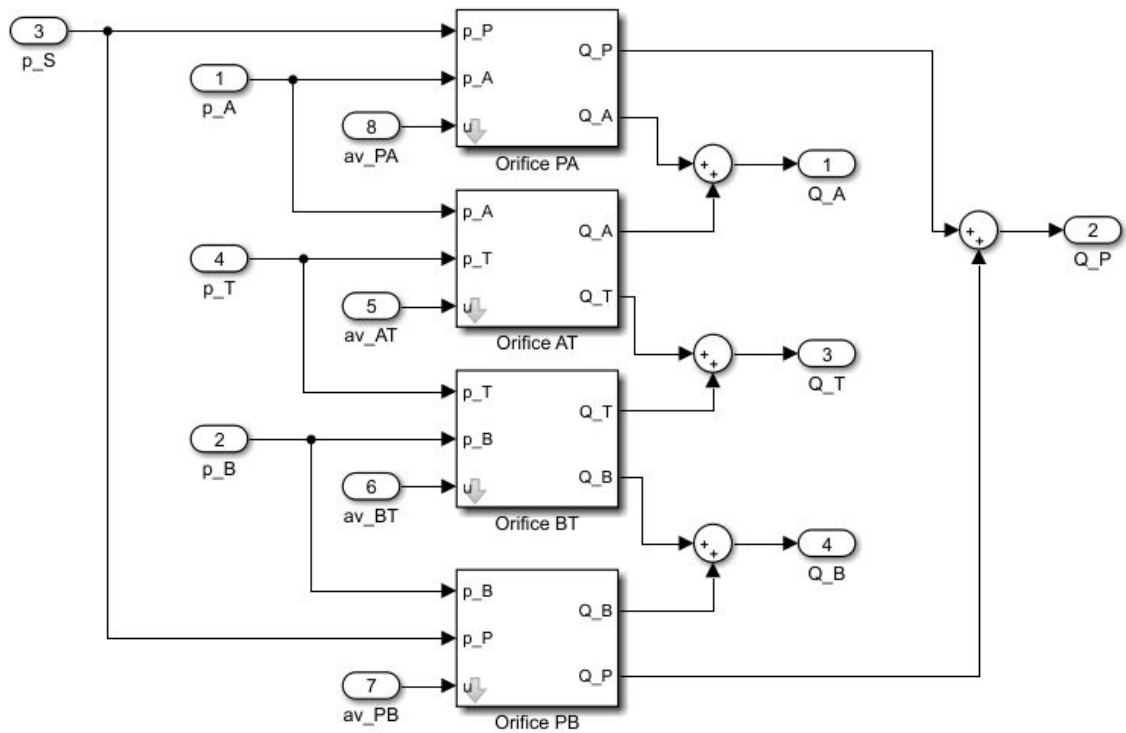 3
p_S
p_P
Q_P
1
p_A
p_A
Q_A
8
av_PA
u
Orifice PA
+
+
1
Q_A
p_A
Q_A
4
p_T
p_T
Q_T
5
av_AT
u
Orifice AT
+
+
2
Q_P
+
+
3
Q_T
p_T
Q_T
2
p_B
p_B
Q_B
6
av_BT
u
Orifice BT
+
+
4
Q_B
p_B
Q_B
p_P
Q_P
7
av_PB
u
Orifice PB